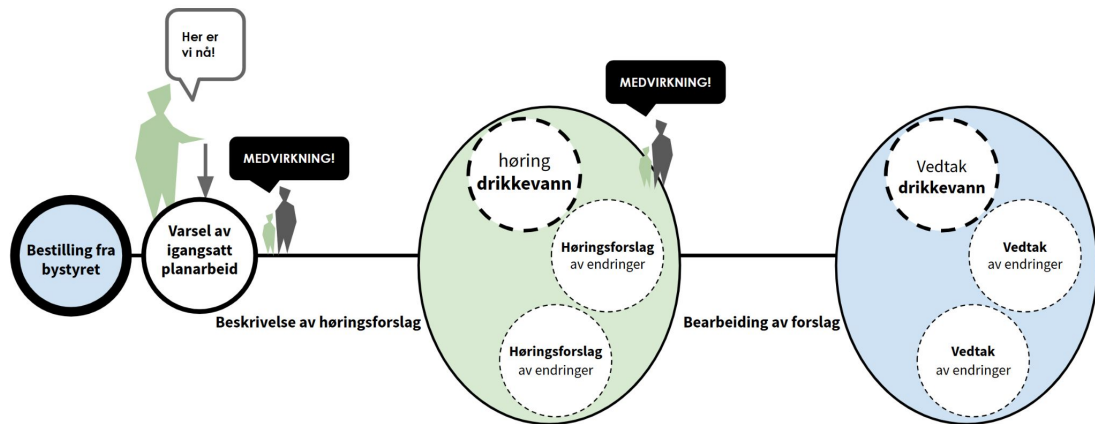 Her er
vi nå!
MEDVIRKNING!
Bestilling fra
bystyret
Varsel av
igangsatt
planarbeid
Beskrivelse av høringsforslag
MEDVIRKNING!
høring
drikkevann
Høringsforslag
av endringer
Høringsforslag
av endringer
Bearbeiding av forslag
Vedtak
drikkevann
Vedtak
av endringer
Vedtak
av endringer